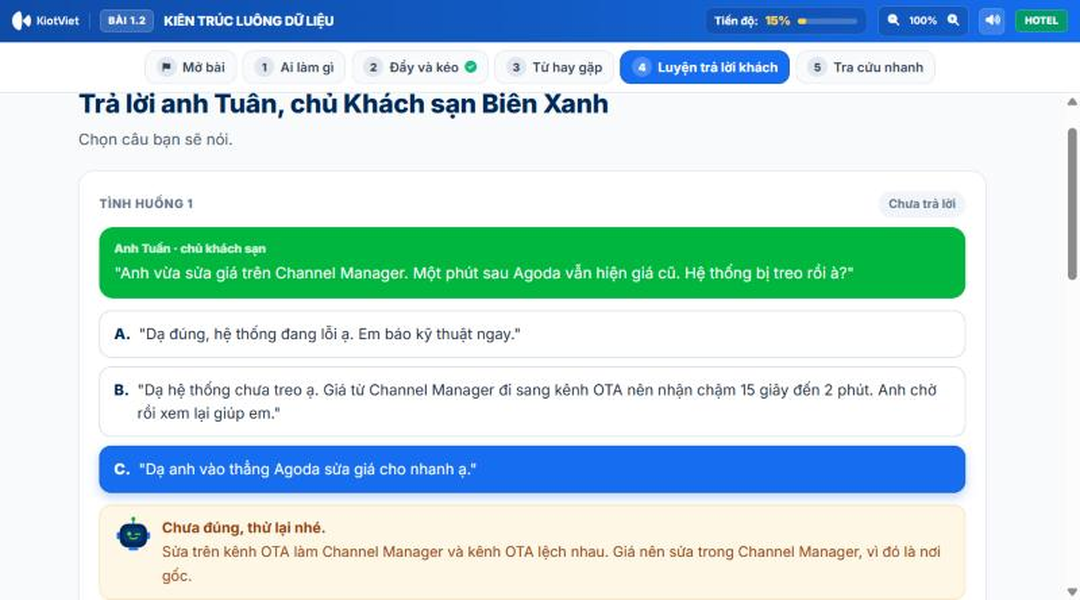 KiotViet
BÀI 1.2
KIẾN TRÚC LUỒNG DỮ LIỆU
Tiến độ: 15%
100%
HOTEL
Mở bài
1 Ai làm gì
2 Đẩy và kéo
3 Từ hay gặp
4 Luyện trả lời khách
5 Tra cứu nhanh
Trả lời anh Tuấn, chủ Khách sạn Biển Xanh
Chọn câu bạn sẽ nói.
TÌNH HUỐNG 1
Chưa trả lời
Anh Tuấn · chủ khách sạn
"Anh vừa sửa giá trên Channel Manager. Một phút sau Agoda vẫn hiện giá cũ. Hệ thống bị treo rồi à?"
A. "Dạ đúng, hệ thống đang lỗi ạ. Em báo kỹ thuật ngay."
B. "Dạ hệ thống chưa treo ạ. Giá từ Channel Manager đi sang kênh OTA nên nhận chậm 15 giây đến 2 phút. Anh chờ
rồi xem lại giúp em."
C. "Dạ anh vào thẳng Agoda sửa giá cho nhanh ạ."
Chưa đúng, thử lại nhé.
Sửa trên kênh OTA làm Channel Manager và kênh OTA lệch nhau. Giá nên sửa trong Channel Manager, vì đó là nơi
gốc.